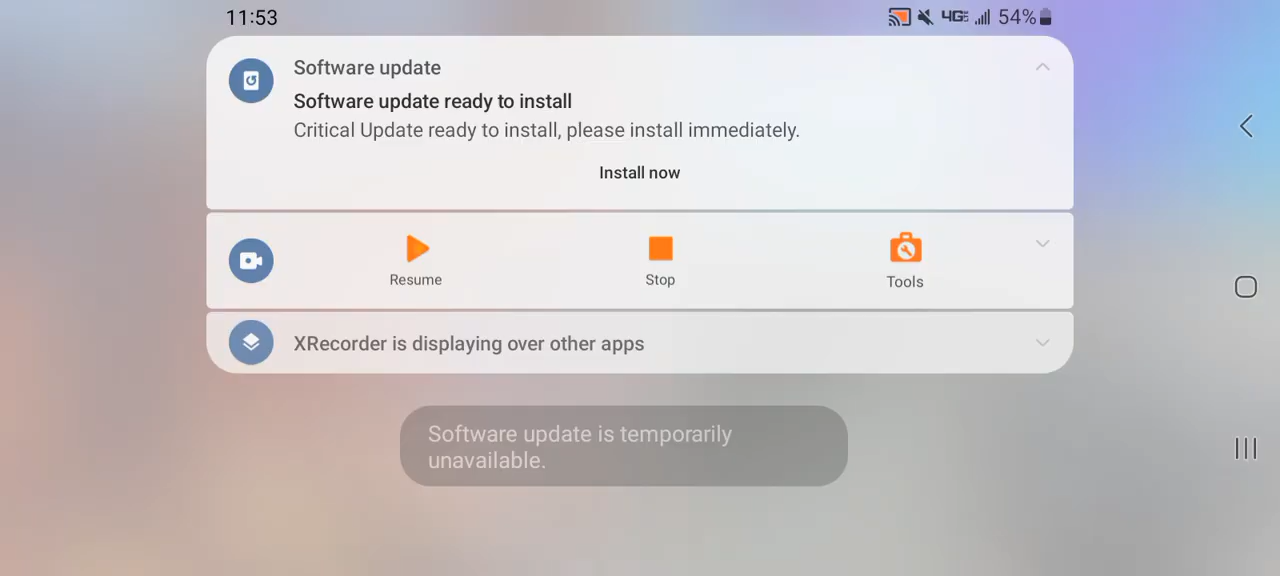 11:53
4G 54%
Software update
Software update ready to install
Critical Update ready to install, please install immediately.
Install now
Resume
Stop
Tools
XRecorder is displaying over other apps
Software update is temporarily
unavailable.